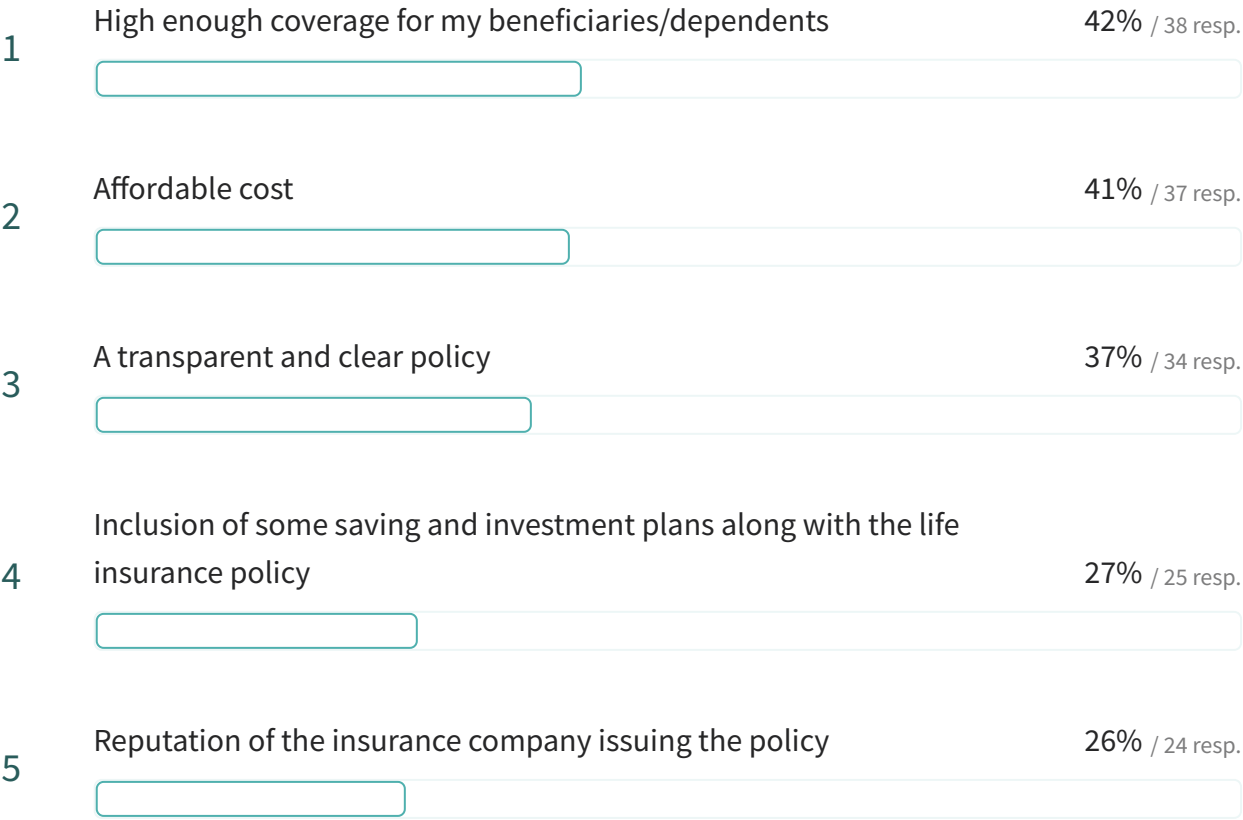 1
High enough coverage for my beneficiaries/dependents
42% / 38 resp.
2
Affordable cost
41% / 37 resp.
3
A transparent and clear policy
37% / 34 resp.
4
Inclusion of some saving and investment plans along with the life
insurance policy
27% / 25 resp.
5
Reputation of the insurance company issuing the policy
26% / 24 resp.